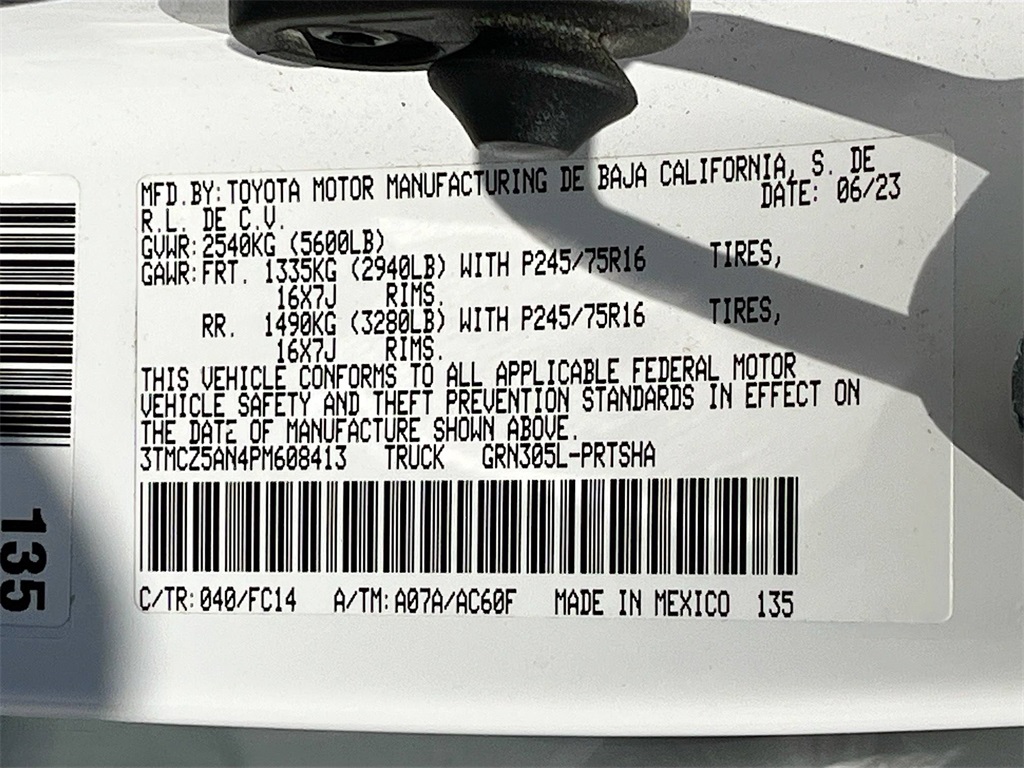 MFD.BY:TOYOTA MOTOR MANUFACTURING DE BAJA CALIFORNIA, S. DE
R.L. DE C.V. DATE: 06/23
GVWR:2540KG (5600LB)
GAWR:FRT. 1335KG (2940LB) WITH P245/75R16 TIRES,
16X7J RIMS.
RR. 1490KG (3280LB) WITH P245/75R16 TIRES,
16X7J RIMS.
THIS VEHICLE CONFORMS TO ALL APPLICABLE FEDERAL MOTOR
VEHICLE SAFETY AND THEFT PREVENTION STANDARDS IN EFFECT ON
THE DATE OF MANUFACTURE SHOWN ABOVE.
3TMCZ5AN4PM608413 TRUCK GRN305L-PRTSHA
C/TR:040/FC14 A/TM:A07A/AC60F MADE IN MEXICO 135
135